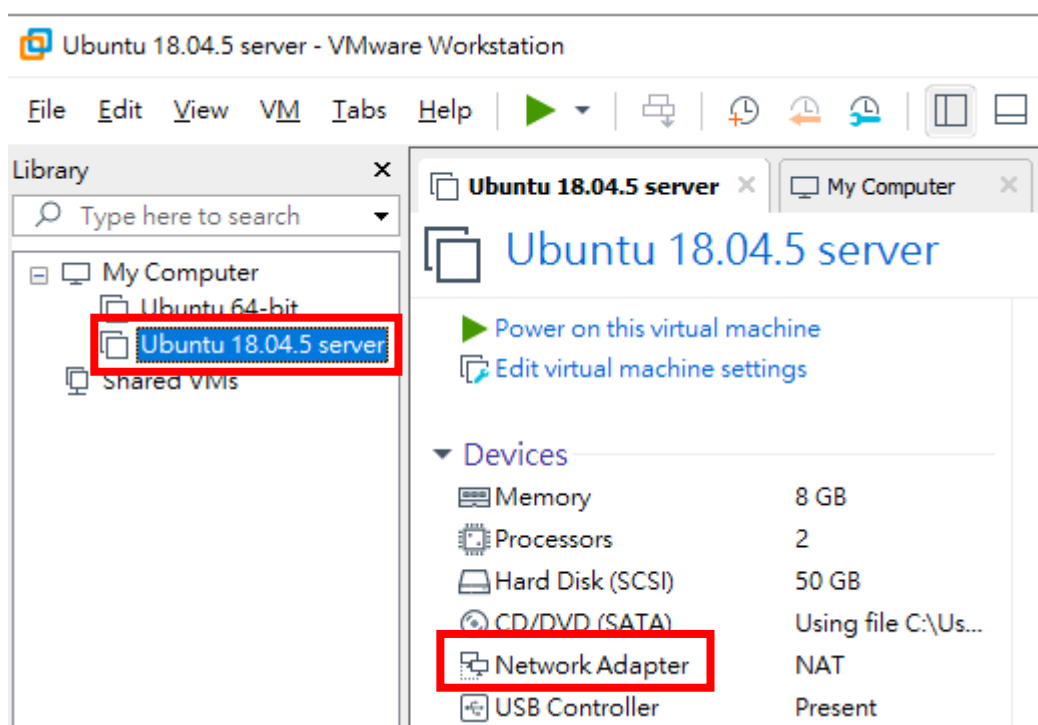 Ubuntu 18.04.5 server - VMware Workstation
File Edit View VM Tabs Help
Library
Type here to search
My Computer
Ubuntu 64-bit
Ubuntu 18.04.5 server
Shared VMs
Ubuntu 18.04.5 server
My Computer
Ubuntu 18.04.5 server
Power on this virtual machine
Edit virtual machine settings
Devices
Memory 8 GB
Processors 2
Hard Disk (SCSI) 50 GB
CD/DVD (SATA) Using file C:\Us...
Network Adapter NAT
USB Controller Present